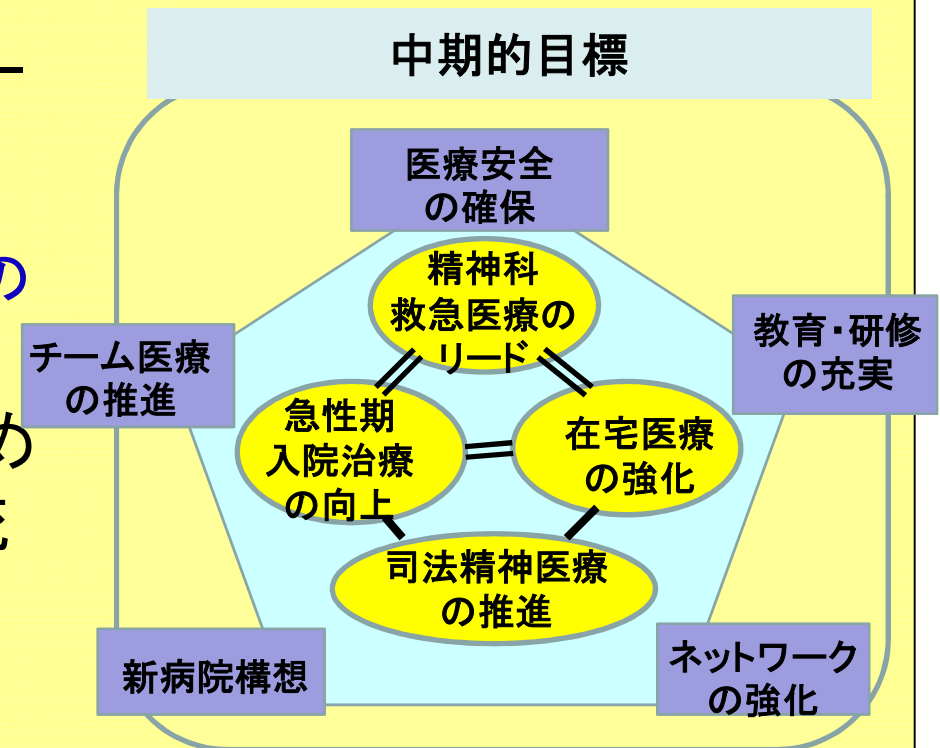 中期的目標
医療安全
の確保
精神科
救急医療の
リード
の
チーム医療
の推進
教育・研修
の充実
め
急性期
入院治療
の向上
在宅医療
の強化
司法精神医療
の推進
新病院構想
ネットワーク
の強化